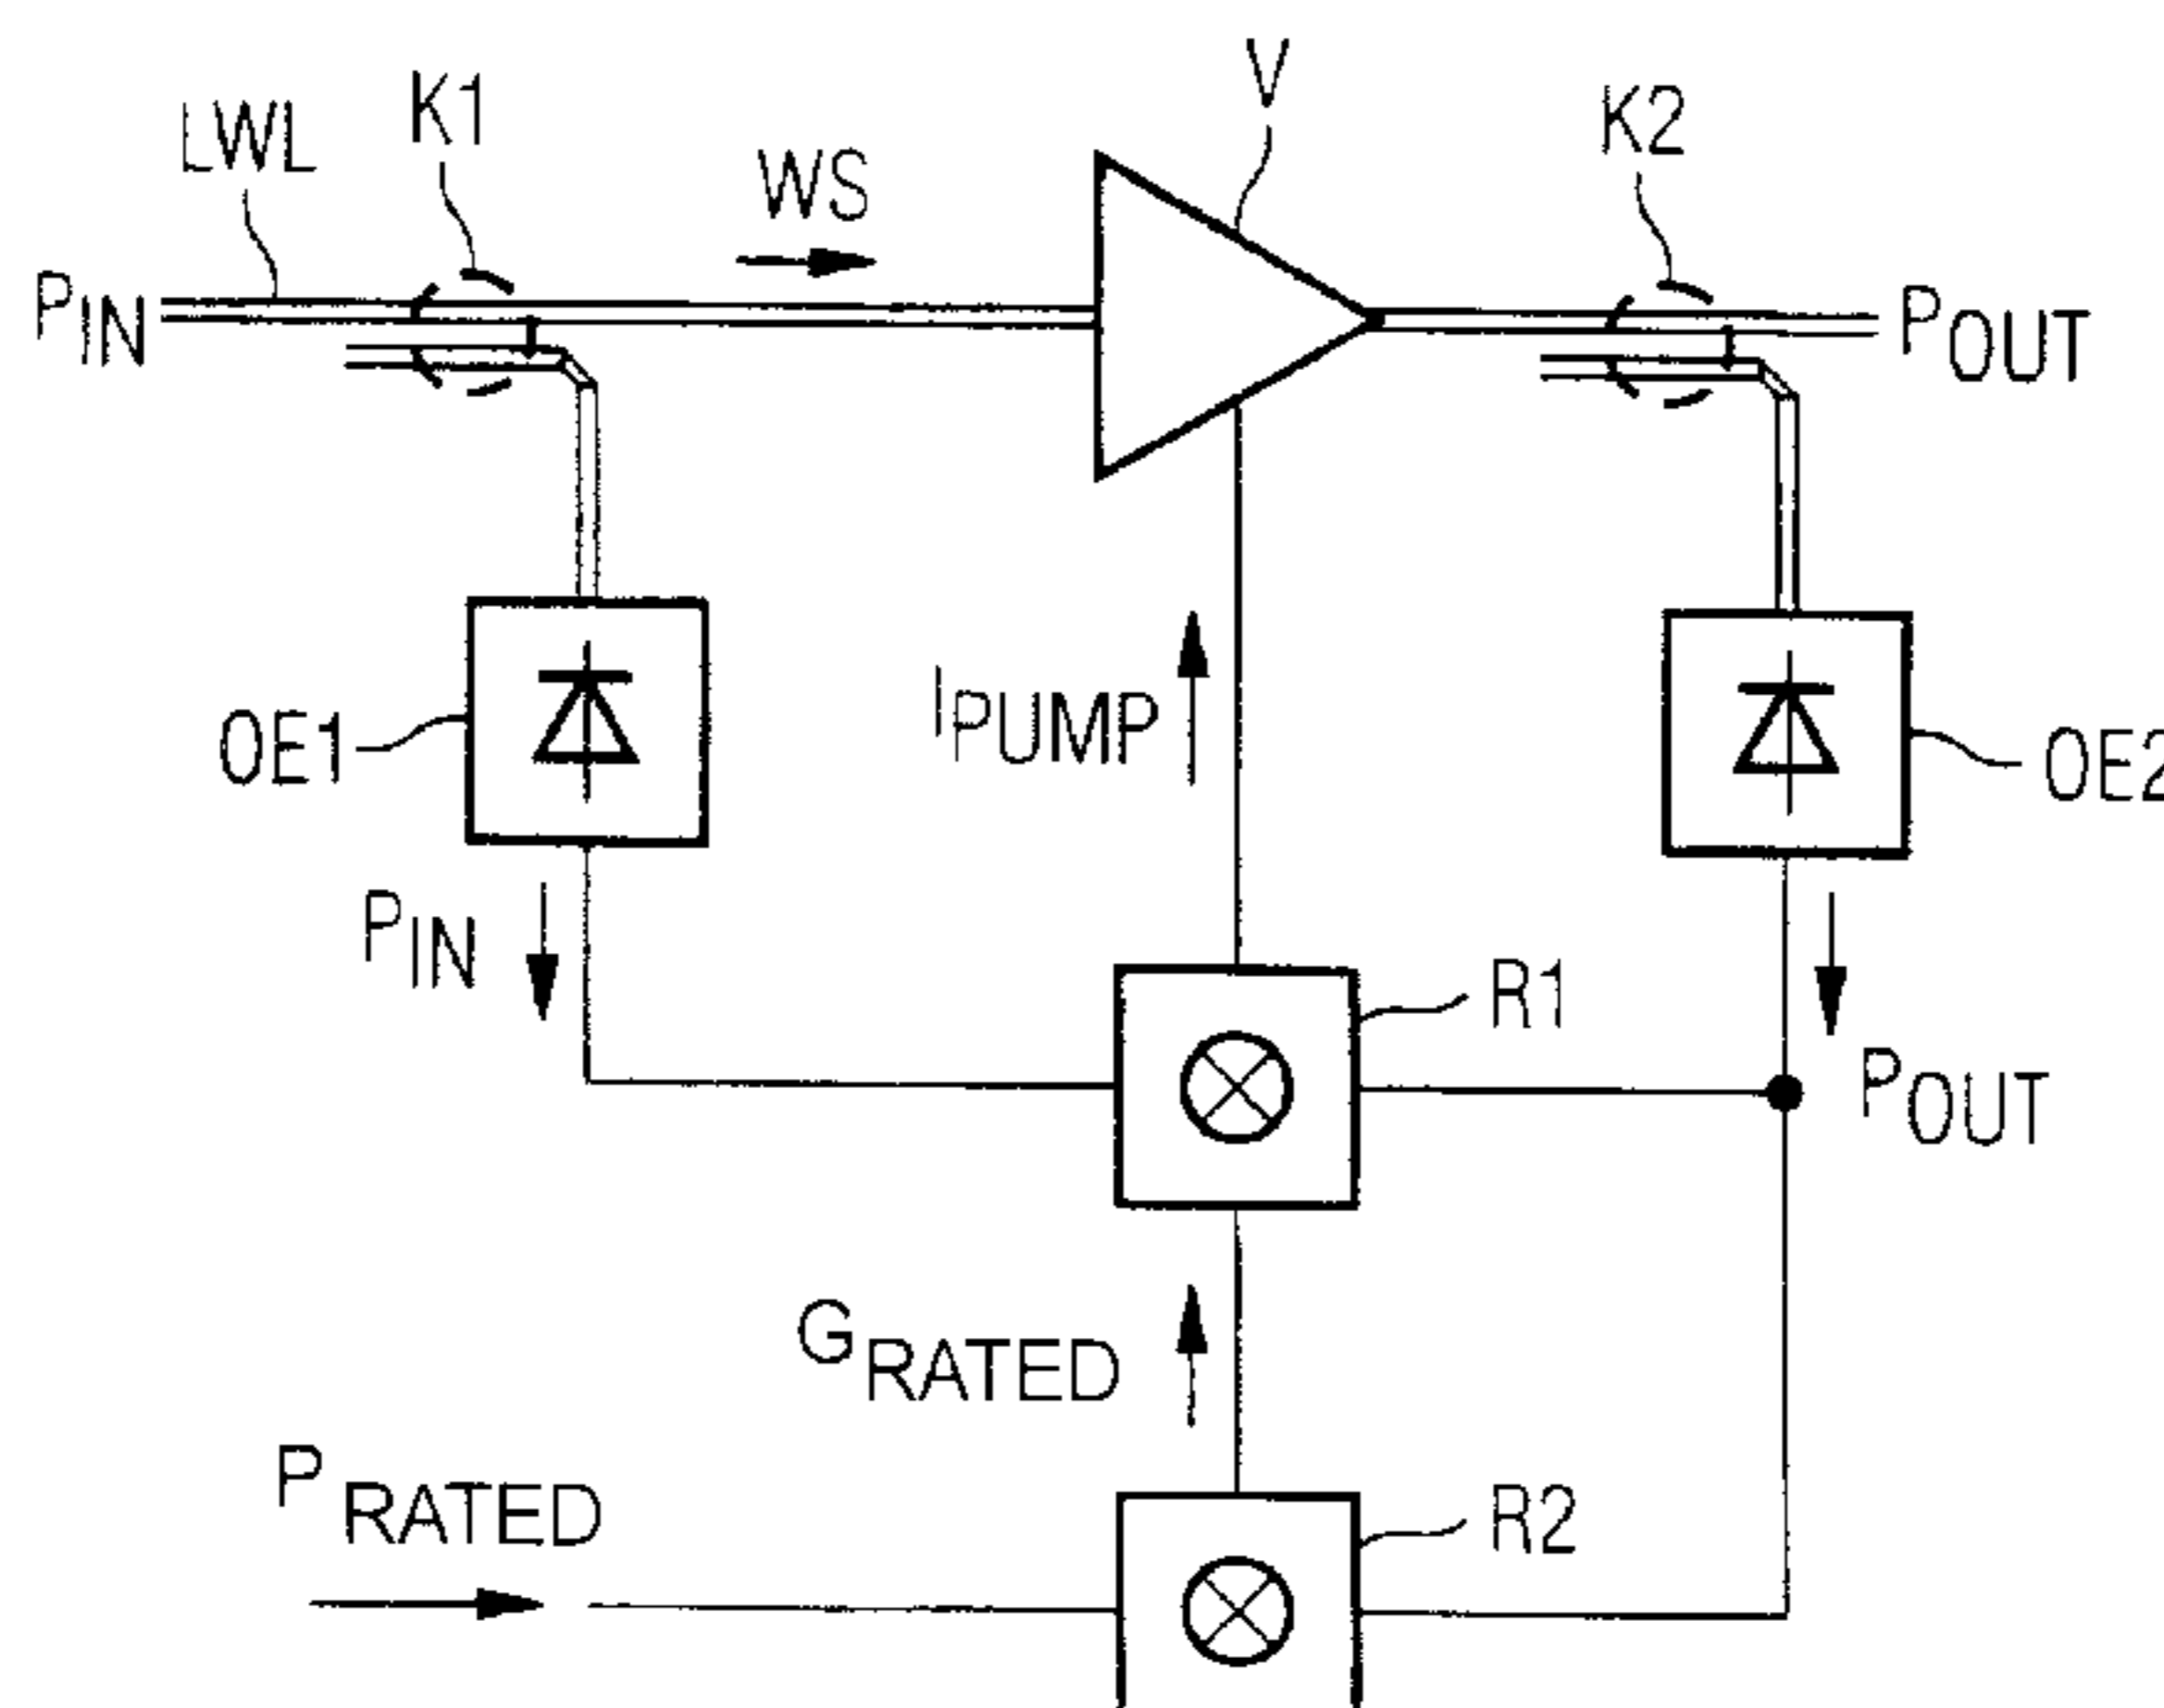 LWL
K1
WS
V
K2
PIN
POUT
OE1
IPUMP
OE2
PIN
R1
POUT
GRATED
PRATED
R2